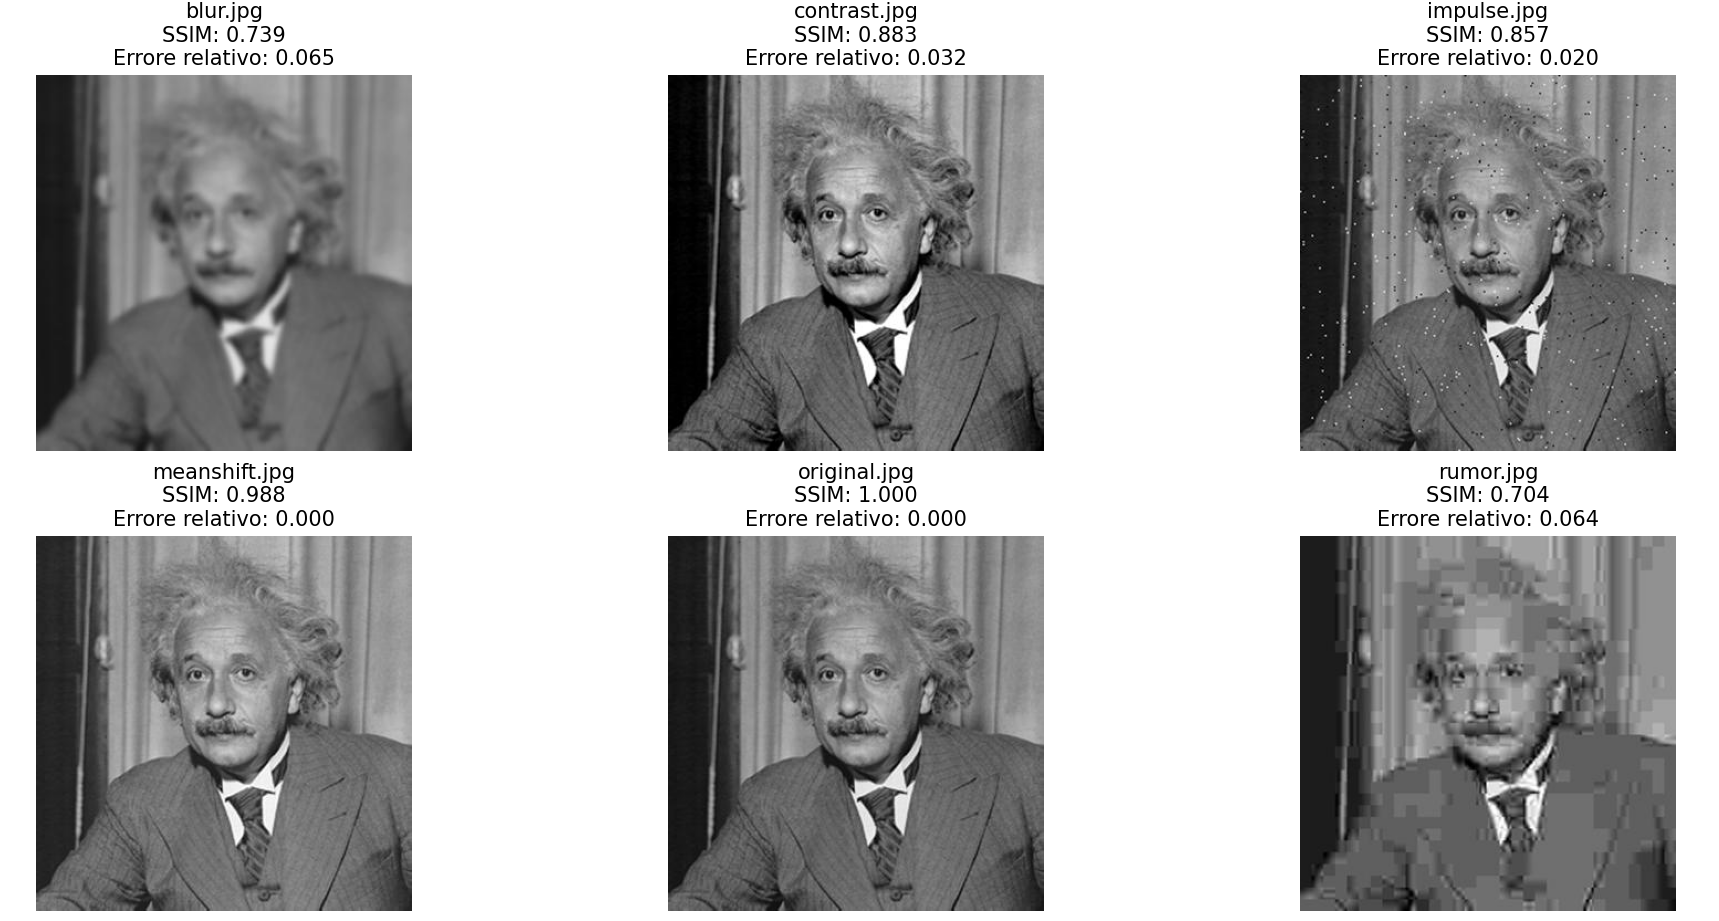 blur.jpg
SSIM: 0.739
Errore relativo: 0.065
contrast.jpg
SSIM: 0.883
Errore relativo: 0.032
impulse.jpg
SSIM: 0.857
Errore relativo: 0.020
meanshift.jpg
SSIM: 0.988
Errore relativo: 0.000
original.jpg
SSIM: 1.000
Errore relativo: 0.000
rumor.jpg
SSIM: 0.704
Errore relativo: 0.064